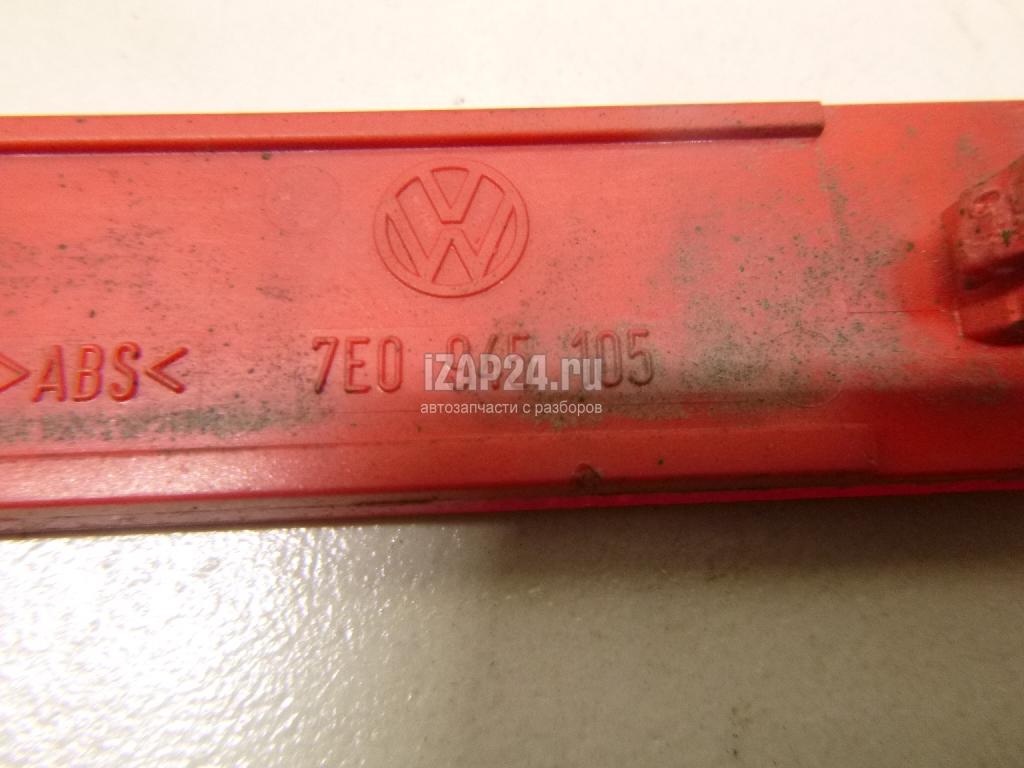 >ABS< 7E0 945 105
iZAP24.ru
автозапчасти с разборов